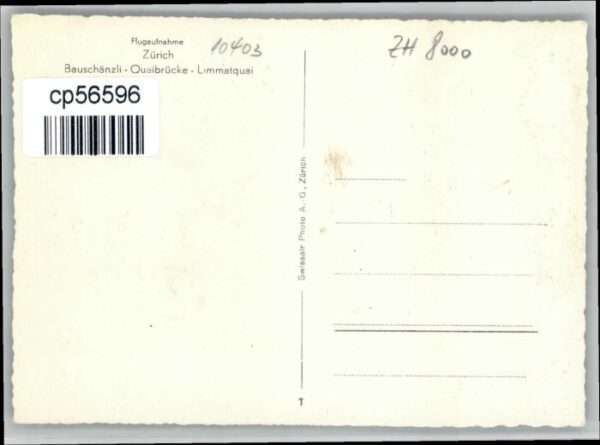 Flugaufnahme
Zürich
Bauschänzli - Quaibrücke - Limmatquai
10403
ZH 8000
cp56596
Swissair Photo A.-G., Zürich
1